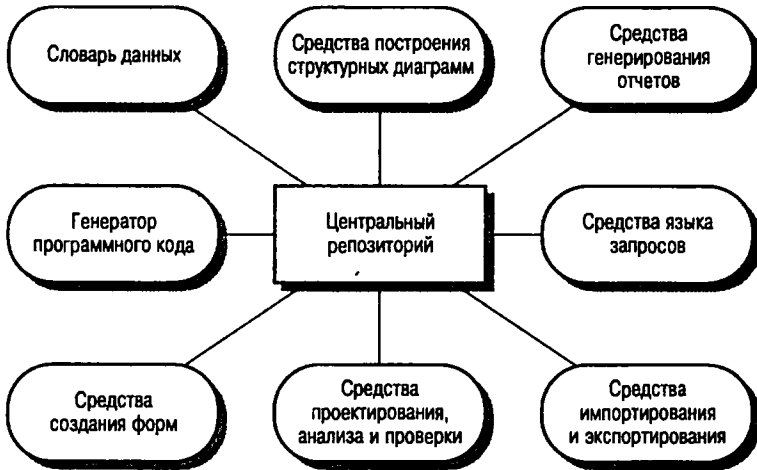 Словарь данных
Средства построения
структурных диаграмм
Средства
генерирования
отчетов
Генератор
программного кода
Центральный
репозиторий
Средства языка
запросов
Средства
создания форм
Средства
проектирования,
анализа и проверки
Средства
импортирования
и экспортирования